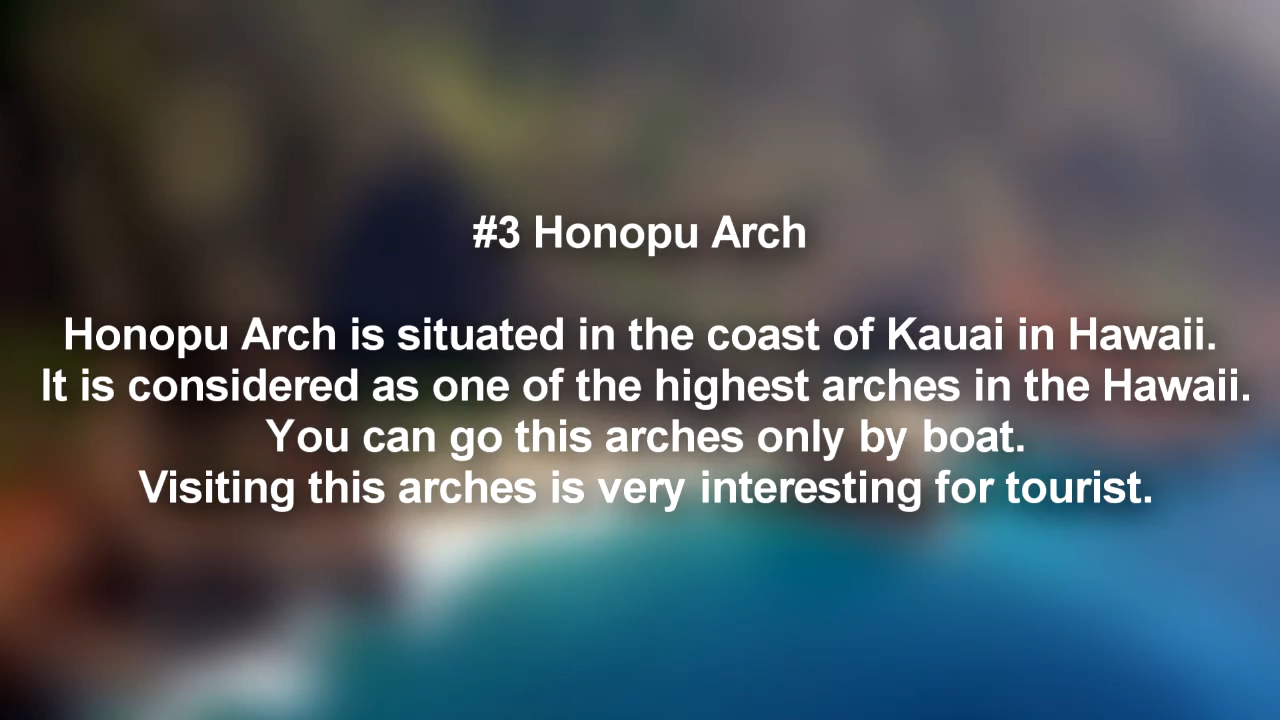 #3 Honopu Arch
Honopu Arch is situated in the coast of Kauai in Hawaii.
It is considered as one of the highest arches in the Hawaii.
You can go this arches only by boat.
Visiting this arches is very interesting for tourist.